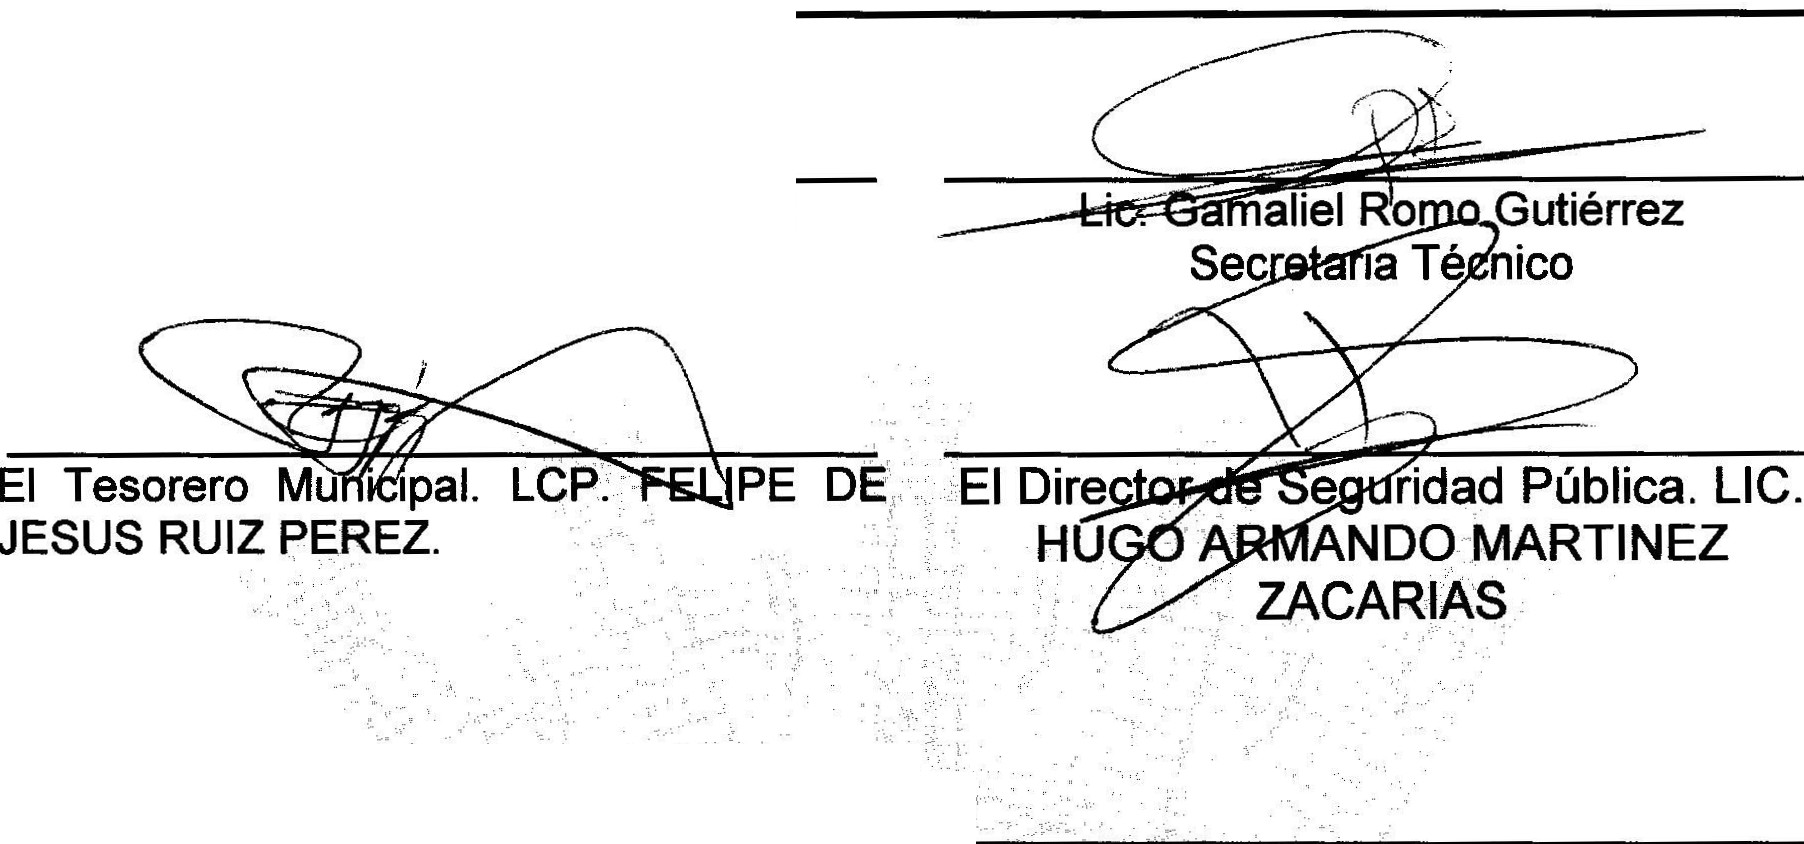 Lic. Gamaliel Romo Gutiérrez
Secretaria Técnico
El Tesorero Municipal. LCP. FELIPE DE
JESUS RUIZ PEREZ.
El Director de Seguridad Pública. LIC.
HUGO ARMANDO MARTINEZ
ZACARIAS